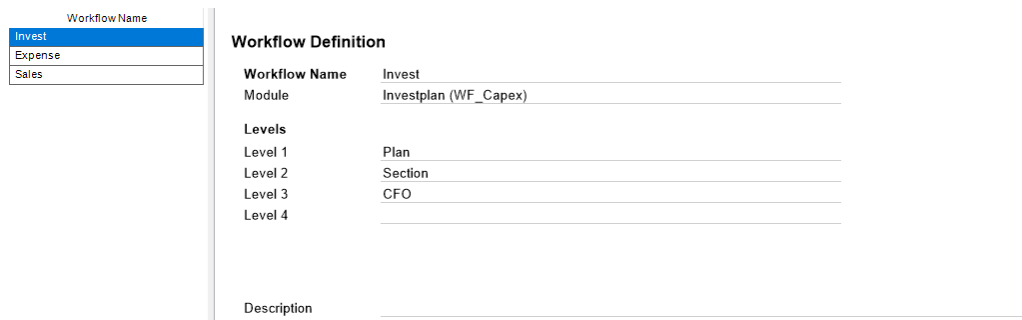 Workflow Name
Invest
Expense
Sales
Workflow Definition
Workflow Name Invest
Module Investplan (WF_Capex)
Levels
Level 1 Plan
Level 2 Section
Level 3 CFO
Level 4
Description